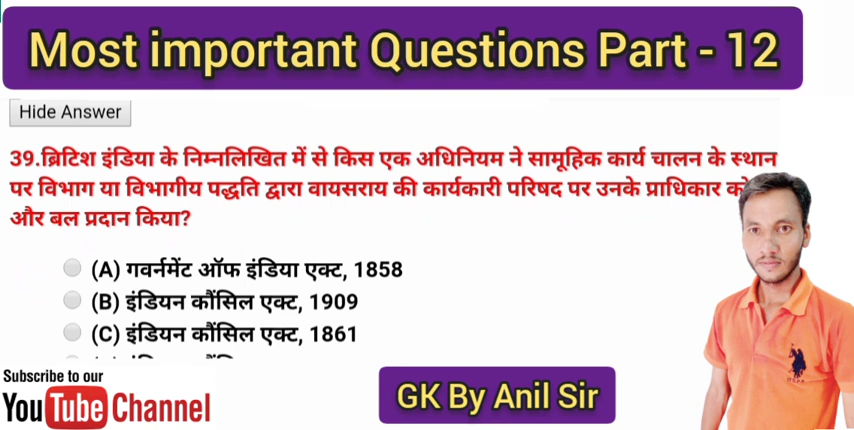 Most important Questions Part - 12
Hide Answer
39.ब्रिटिश इंडिया के निम्नलिखित में से किस एक अधिनियम ने सामूहिक कार्य चालन के स्थान
पर विभाग या विभागीय पद्धति द्वारा वायसराय की कार्यकारी परिषद पर उनके प्राधिकार को
और बल प्रदान किया?
(A) गवर्नमेंट ऑफ इंडिया एक्ट, 1858
(B) इंडियन कौंसिल एक्ट, 1909
(C) इंडियन कौंसिल एक्ट, 1861
Subscribe to our
YouTube Channel
GK By Anil Sir